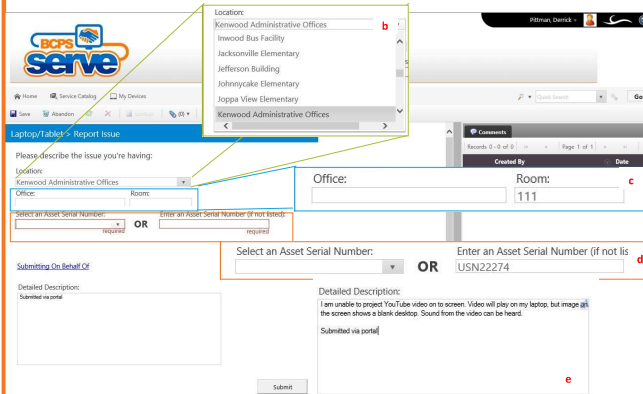 Location:
Kenwood Administrative Offices
b
Inwood Bus Facility
Jacksonville Elementary
Jefferson Building
Johnnycake Elementary
Joppa View Elementary
Kenwood Administrative Offices
Pittman, Derrick
BCPS
serve
Home
Service Catalog
My Devices
Quick Search
Go
Save
Abandon
(0)
Laptop/Tablet > Report Issue
Comments
Records 0 - 0 of 0
Page 1 of 1
Created By
Date
Please describe the issue you're having:
Location:
Kenwood Administrative Offices
Office:
Room:
Office:
Room:
c
111
Select an Asset Serial Number:
OR
Enter an Asset Serial Number (if not listed):
required
required
Select an Asset Serial Number:
OR
Enter an Asset Serial Number (if not lis
USN22274
d
Submitting On Behalf Of
Detailed Description:
Submitted via portal
Detailed Description:
I am unable to project YouTube video on to screen. Video will play on my laptop, but image on
the screen shows a blank desktop. Sound from the video can be heard.
Submitted via portal
e
Submit